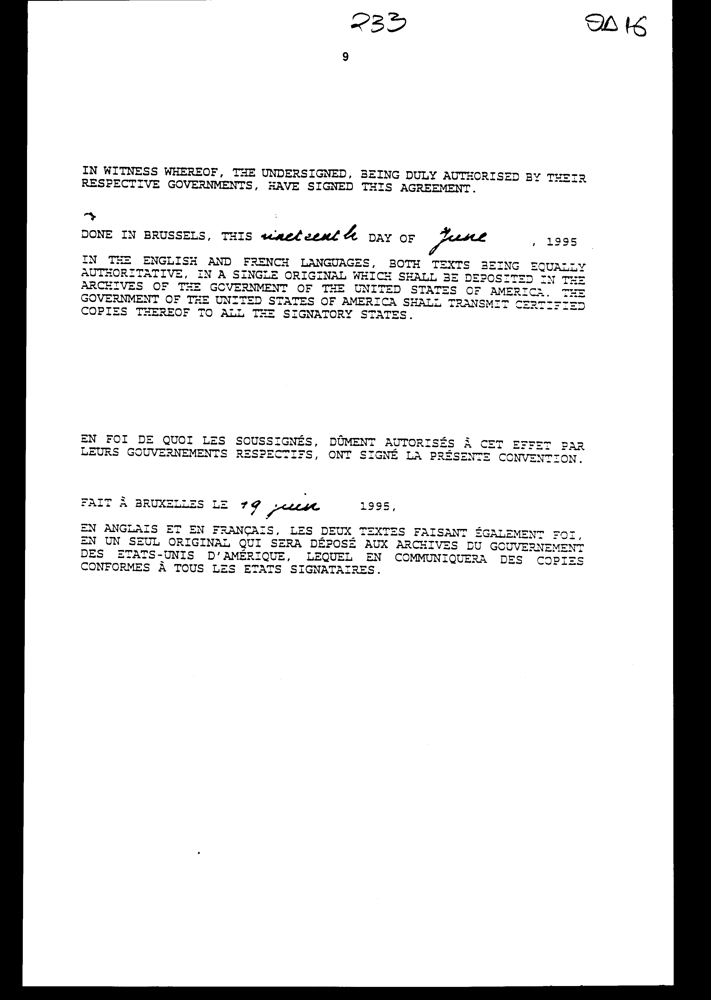 233
9
IN WITNESS WHEREOF, THE UNDERSIGNED, BEING DULY AUTHORISED BY THEIR
RESPECTIVE GOVERNMENTS, HAVE SIGNED THIS AGREEMENT.
DONE IN BRUSSELS, THIS nineteenth DAY OF June , 1995
IN THE ENGLISH AND FRENCH LANGUAGES, BOTH TEXTS BEING EQUALLY
AUTHORITATIVE, IN A SINGLE ORIGINAL WHICH SHALL BE DEPOSITED IN THE
ARCHIVES OF THE GOVERNMENT OF THE UNITED STATES OF AMERICA. THE
GOVERNMENT OF THE UNITED STATES OF AMERICA SHALL TRANSMIT CERTIFIED
COPIES THEREOF TO ALL THE SIGNATORY STATES.
EN FOI DE QUOI LES SOUSSIGNÉS, DÛMENT AUTORISÉS À CET EFFET PAR
LEURS GOUVERNEMENTS RESPECTIFS, ONT SIGNÉ LA PRÉSENTE CONVENTION.
FAIT À BRUXELLES LE 19 juin 1995,
EN ANGLAIS ET EN FRANÇAIS, LES DEUX TEXTES FAISANT ÉGALEMENT FOI,
EN UN SEUL ORIGINAL QUI SERA DÉPOSÉ AUX ARCHIVES DU GOUVERNEMENT
DES ETATS-UNIS D'AMÉRIQUE, LEQUEL EN COMMUNIQUERA DES COPIES
CONFORMES À TOUS LES ETATS SIGNATAIRES.